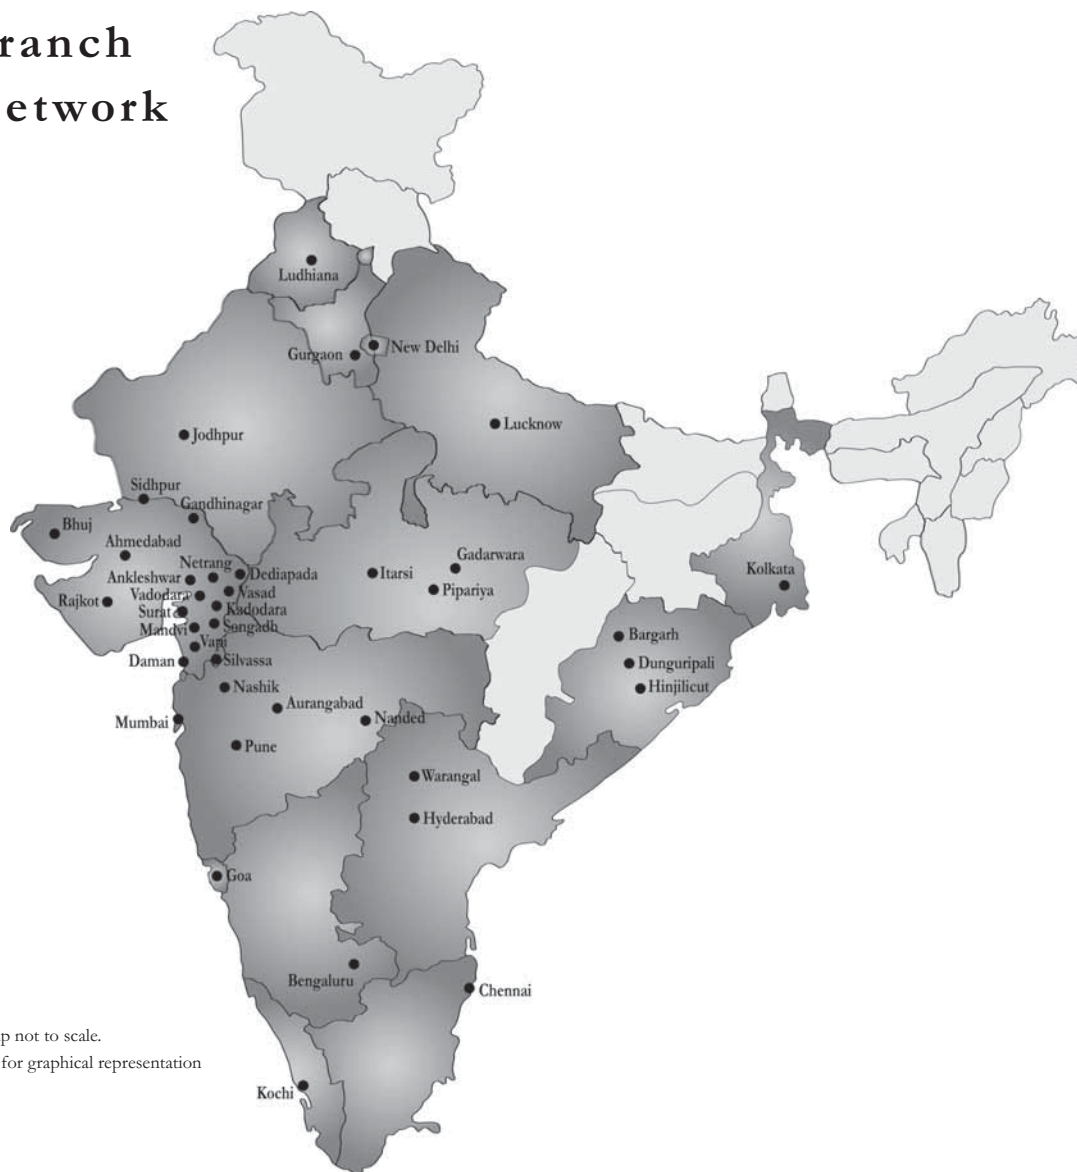 ranch
etwork
Ludhiana
New Delhi
Gurgaon
Lucknow
Jodhpur
Sidhpur
Gandhinagar
Bhuj
Ahmedabad
Netrang
Gadarwara
Ankleshwar
Dediapada
Itarsi
Kolkata
Vadodara
Vasad
Pipariya
Rajkot
Surat
Kadodara
Mandvi
Songadh
Bargarh
Vapi
Daman
Silvassa
Dunguripali
Nashik
Hinjilicut
Aurangabad
Mumbai
Nanded
Pune
Warangal
Hyderabad
Goa
Bengaluru
Chennai
p not to scale.
for graphical representation
Kochi